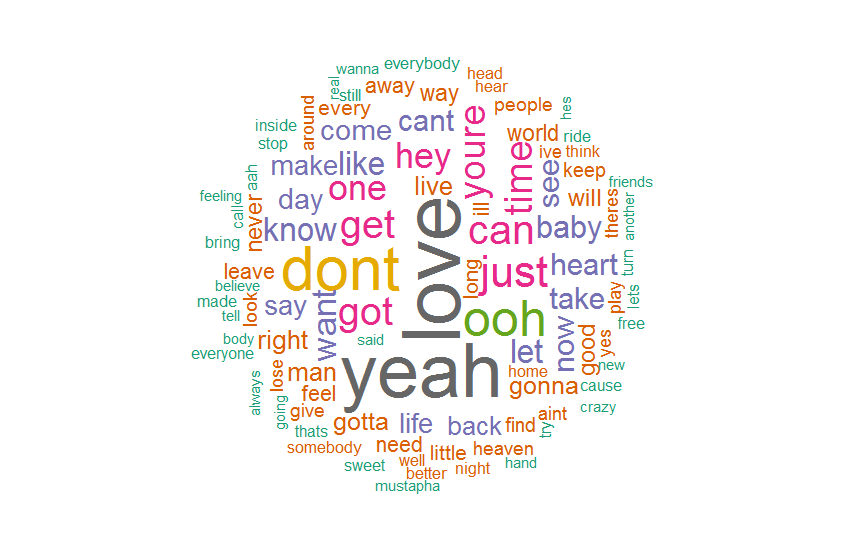 everybody
wanna
head
real
still
away
way
hear
people
hes
every
around
inside
come
cant
youre
world
ride
stop
hey
time
ive
think
make
like
see
keep
aah
one
live
friends
feeling
day
ill
will
theres
another
call
never
know
get
love
can
baby
bring
dont
just
heart
turn
leave
long
believe
take
play
lets
made
look
say
want
got
ooh
tell
free
body
right
said
let
now
good
yes
everyone
yeah
home
new
lose
man
gonna
cause
always
feel
going
give
gotta
life
back
find
aint
crazy
thats
try
somebody
need
little
heaven
sweet
well
better
night
hand
mustapha